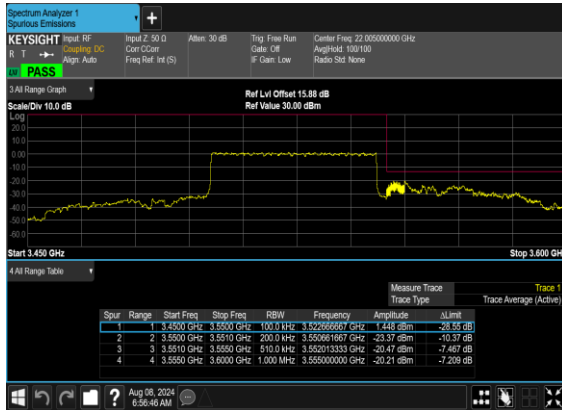 Spectrum Analyzer 1
Spurious Emissions
KEYSIGHT Input: RF Input Z: 50 Ω Atten: 30 dB Trig: Free Run Center Freq: 22.005000000 GHz
R T Coupling: DC Corr CCorr Gate: Off Avg|Hold: 100/100
Align: Auto Freq Ref: Int (S) IF Gain: Low Radio Std: None
LU PASS
3 All Range Graph
Ref Lvl Offset 15.88 dB
Scale/Div 10.0 dB Ref Value 30.00 dBm
Log
20.0
10.0
0.00
-10.0
-20.0
-30.0
-40.0
-50.0
-60.0
Start 3.450 GHz Stop 3.600 GH
4 All Range Table
Measure Trace Trace 1
Trace Type Trace Average (Active)
Spur Range Start Freq Stop Freq RBW Frequency Amplitude ΔLimit
1 1 3.4500 GHz 3.5500 GHz 100.0 kHz 3.522666667 GHz 1.448 dBm -28.55 dB
2 2 3.5500 GHz 3.5510 GHz 200.0 kHz 3.550661667 GHz -23.37 dBm -10.37 dB
3 3 3.5510 GHz 3.5550 GHz 510.0 kHz 3.552013333 GHz -20.47 dBm -7.467 dB
4 4 3.5550 GHz 3.6000 GHz 1.000 MHz 3.555000000 GHz -20.21 dBm -7.209 dB
? Aug 08, 2024
6:56:46 AM